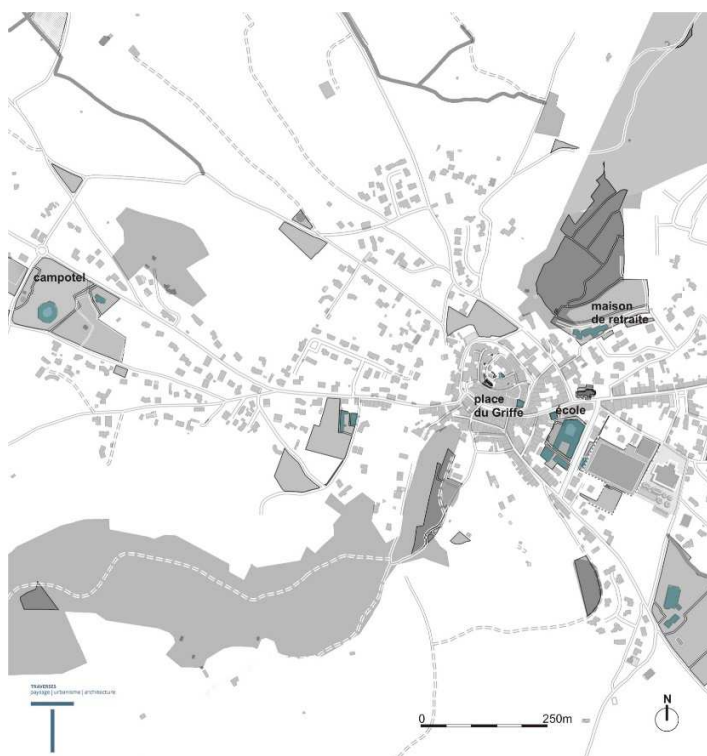 campotel
maison
de retraite
place
du Griffe
école
TRAVERSES
paysage | urbanisme | architecture
0
250m
N